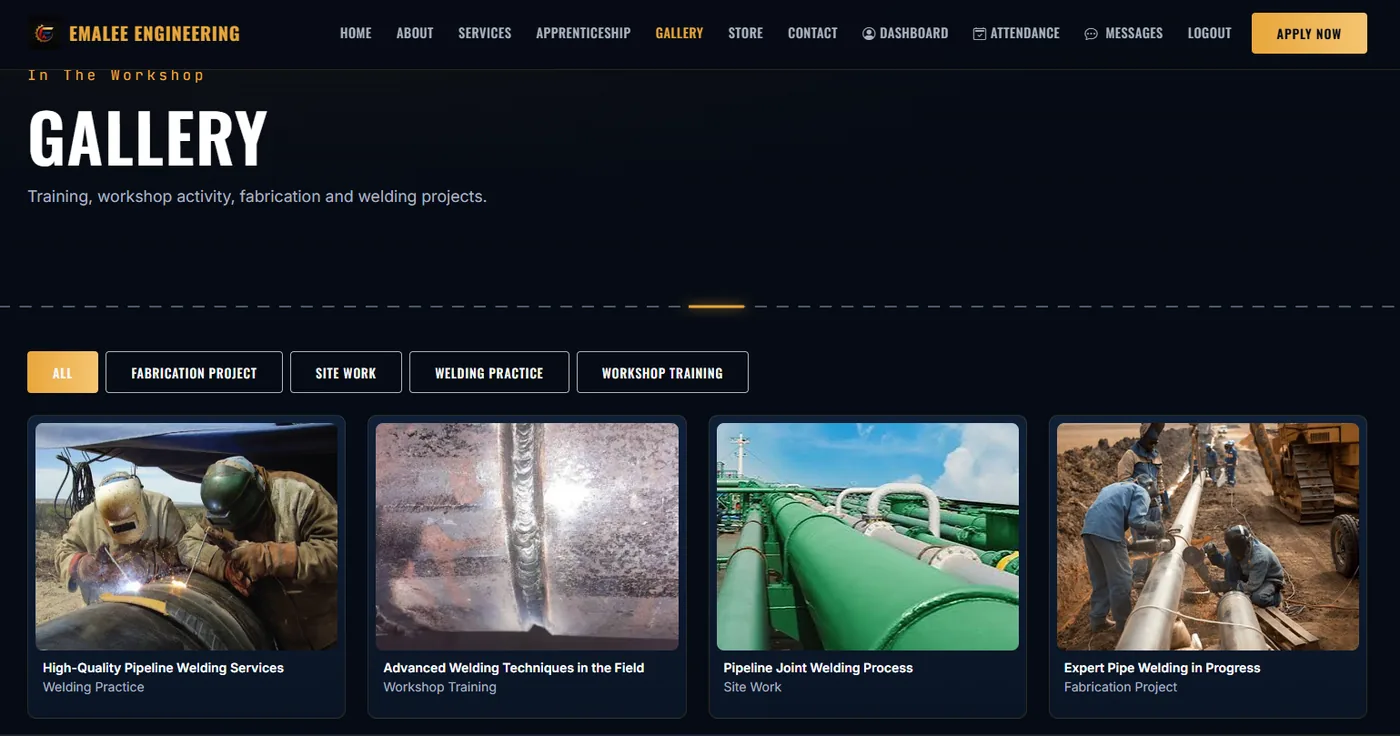 EMALEE ENGINEERING
HOME ABOUT SERVICES APPRENTICESHIP GALLERY STORE CONTACT DASHBOARD ATTENDANCE MESSAGES LOGOUT APPLY NOW
In The Workshop
GALLERY
Training, workshop activity, fabrication and welding projects.
ALL FABRICATION PROJECT SITE WORK WELDING PRACTICE WORKSHOP TRAINING
High-Quality Pipeline Welding Services
Welding Practice
Advanced Welding Techniques in the Field
Workshop Training
Pipeline Joint Welding Process
Site Work
Expert Pipe Welding in Progress
Fabrication Project